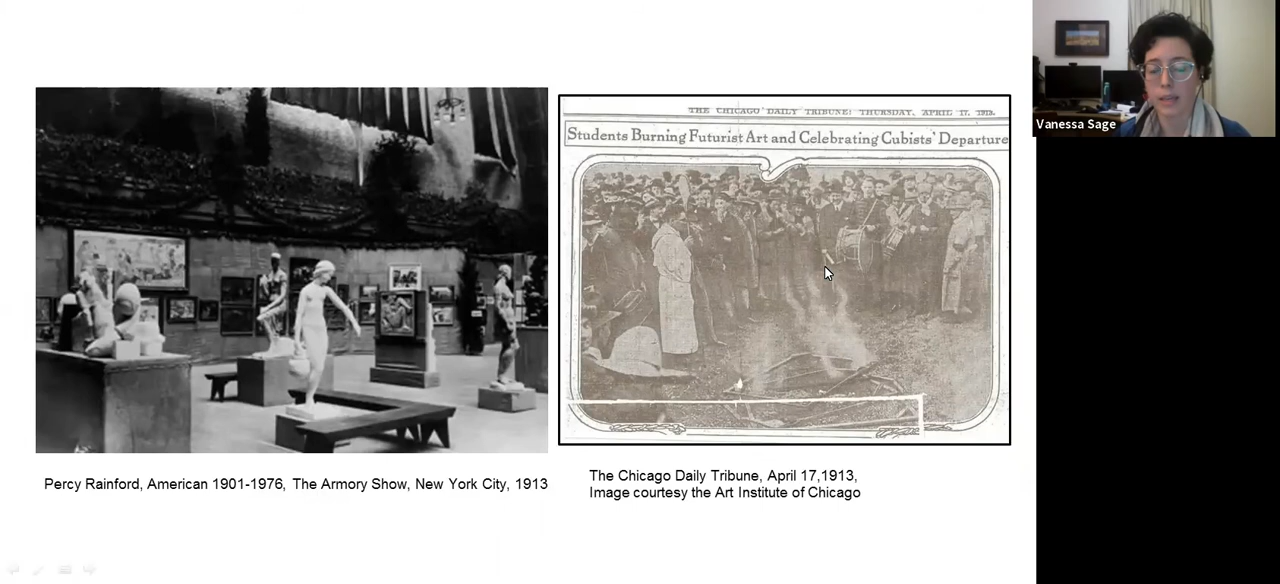 THE CHICAGO DAILY TRIBUNE: THURSDAY, APRIL 17, 1913.
Students Burning Futurist Art and Celebrating Cubists' Departure
Vanessa Sage
Percy Rainford, American 1901-1976, The Armory Show, New York City, 1913
The Chicago Daily Tribune, April 17,1913,
Image courtesy the Art Institute of Chicago